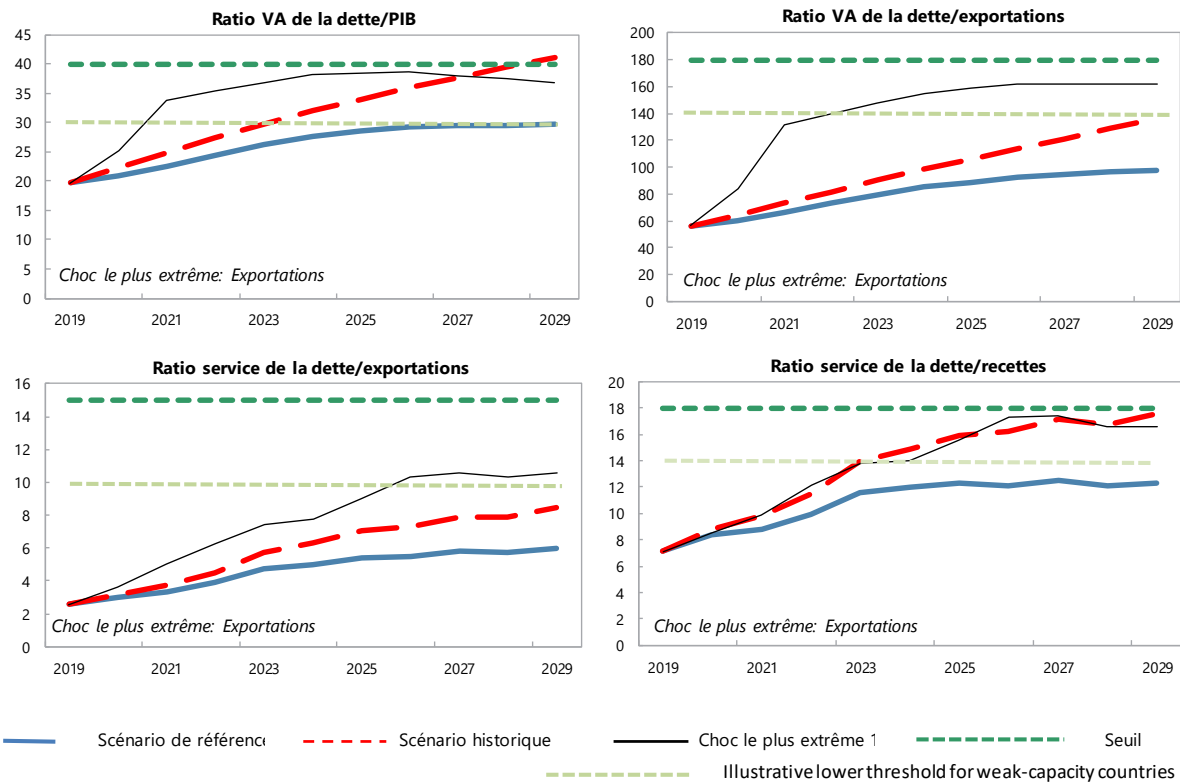 Ratio VA de la dette/PIB
45
40
35
30
25
20
15
10
5
0
Choc le plus extrême: Exportations
2019 2021 2023 2025 2027 2029
Ratio VA de la dette/exportations
200
180
160
140
120
100
80
60
40
20
0
Choc le plus extrême: Exportations
2019 2021 2023 2025 2027 2029
Ratio service de la dette/exportations
16
14
12
10
8
6
4
2
0
Choc le plus extrême: Exportations
2019 2021 2023 2025 2027 2029
Ratio service de la dette/recettes
20
18
16
14
12
10
8
6
4
2
0
Choc le plus extrême: Exportations
2019 2021 2023 2025 2027 2029
Scénario de référence Scénario historique Choc le plus extrême 1 Seuil
Illustrative lower threshold for weak-capacity countries